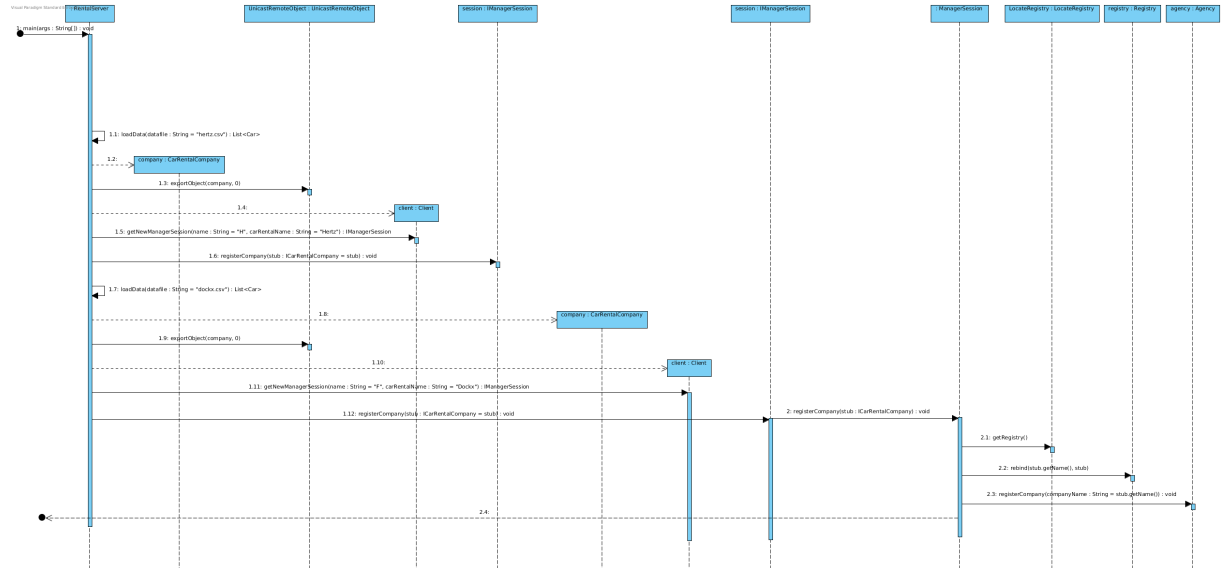 Visual Paradigm Standard
: RentalServer
UnicastRemoteObject : UnicastRemoteObject
session : IManagerSession
session : IManagerSession
: ManagerSession
LocateRegistry : LocateRegistry
registry : Registry
agency : Agency
1: main(args : String[]) : void
1.1: loadData(datafile : String = "hertz.csv") : List<Car>
1.2:
company : CarRentalCompany
1.3: exportObject(company, 0)
1.4:
client : Client
1.5: getNewManagerSession(name : String = "H", carRentalName : String = "Hertz") : IManagerSession
1.6: registerCompany(stub : ICarRentalCompany = stub) : void
1.7: loadData(datafile : String = "dockx.csv") : List<Car>
1.8:
company : CarRentalCompany
1.9: exportObject(company, 0)
1.10:
client : Client
1.11: getNewManagerSession(name : String = "F", carRentalName : String = "Dockx") : IManagerSession
1.12: registerCompany(stub : ICarRentalCompany = stub) : void
2: registerCompany(stub : ICarRentalCompany) : void
2.1: getRegistry()
2.2: rebind(stub.getName(), stub)
2.3: registerCompany(companyName : String = stub.getName()) : void
2.4: